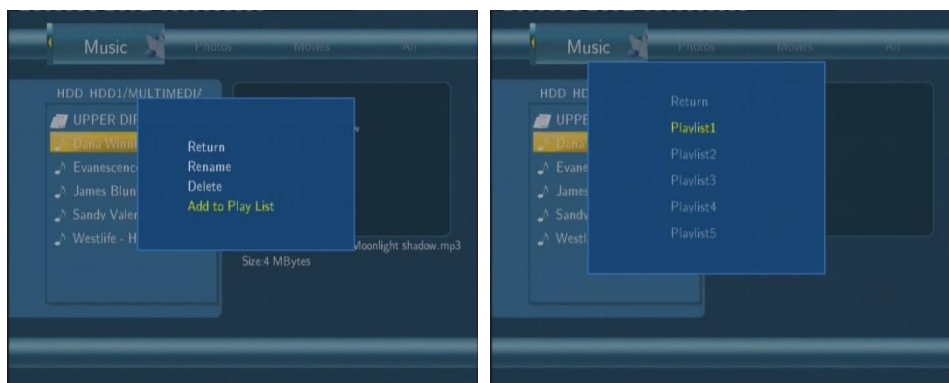 Music Photos Movies All
HDD HDD1/MULTIMEDIA
UPPER DIR
Dana Winn
Evanescenc
James Blun
Sandy Valer
Westlife - H
Return
Rename
Delete
Add to Play List
Moonlight shadow.mp3
Size:4 MBytes
Music Photos Movies All
HDD HD
UPPE
Dana
Evane
James
Sandy
Westl
Return
Playlist1
Playlist2
Playlist3
Playlist4
Playlist5